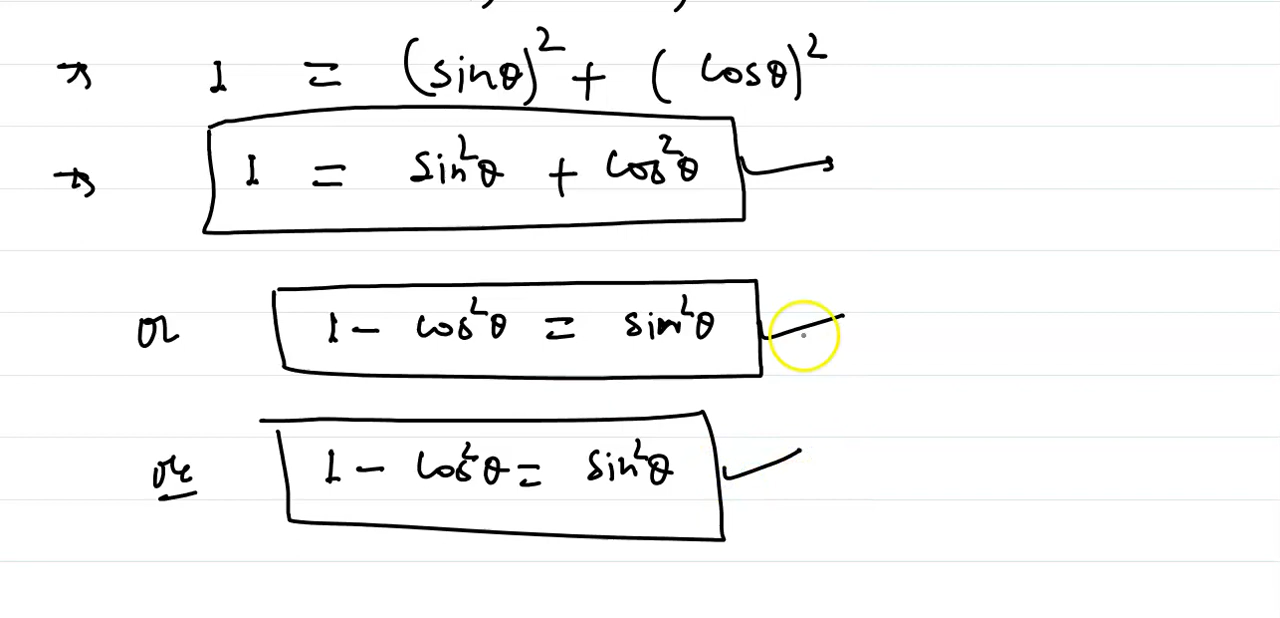 → 1 = (sinθ)² + (cosθ)²
⇒ 1 = sin²θ + cos²θ
or 1 - cos²θ = sin²θ
or 1 - cos²θ = sin²θ